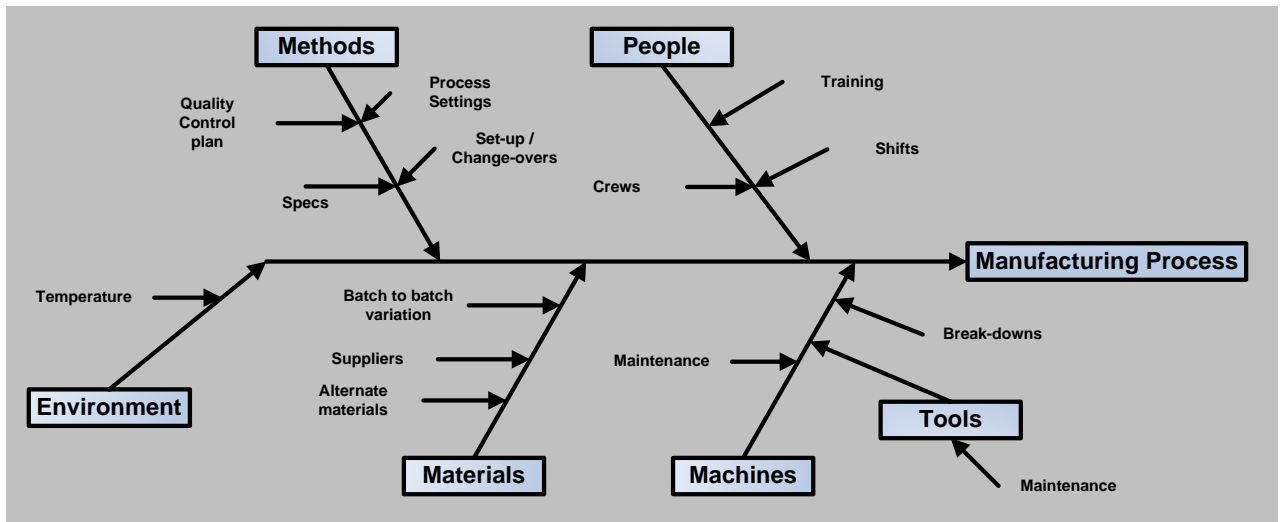 Methods
People
Process
Settings
Training
Quality
Control
plan
Set-up /
Change-overs
Shifts
Crews
Specs
Manufacturing Process
Temperature
Batch to batch
variation
Break-downs
Suppliers
Maintenance
Alternate
materials
Environment
Tools
Materials
Machines
Maintenance